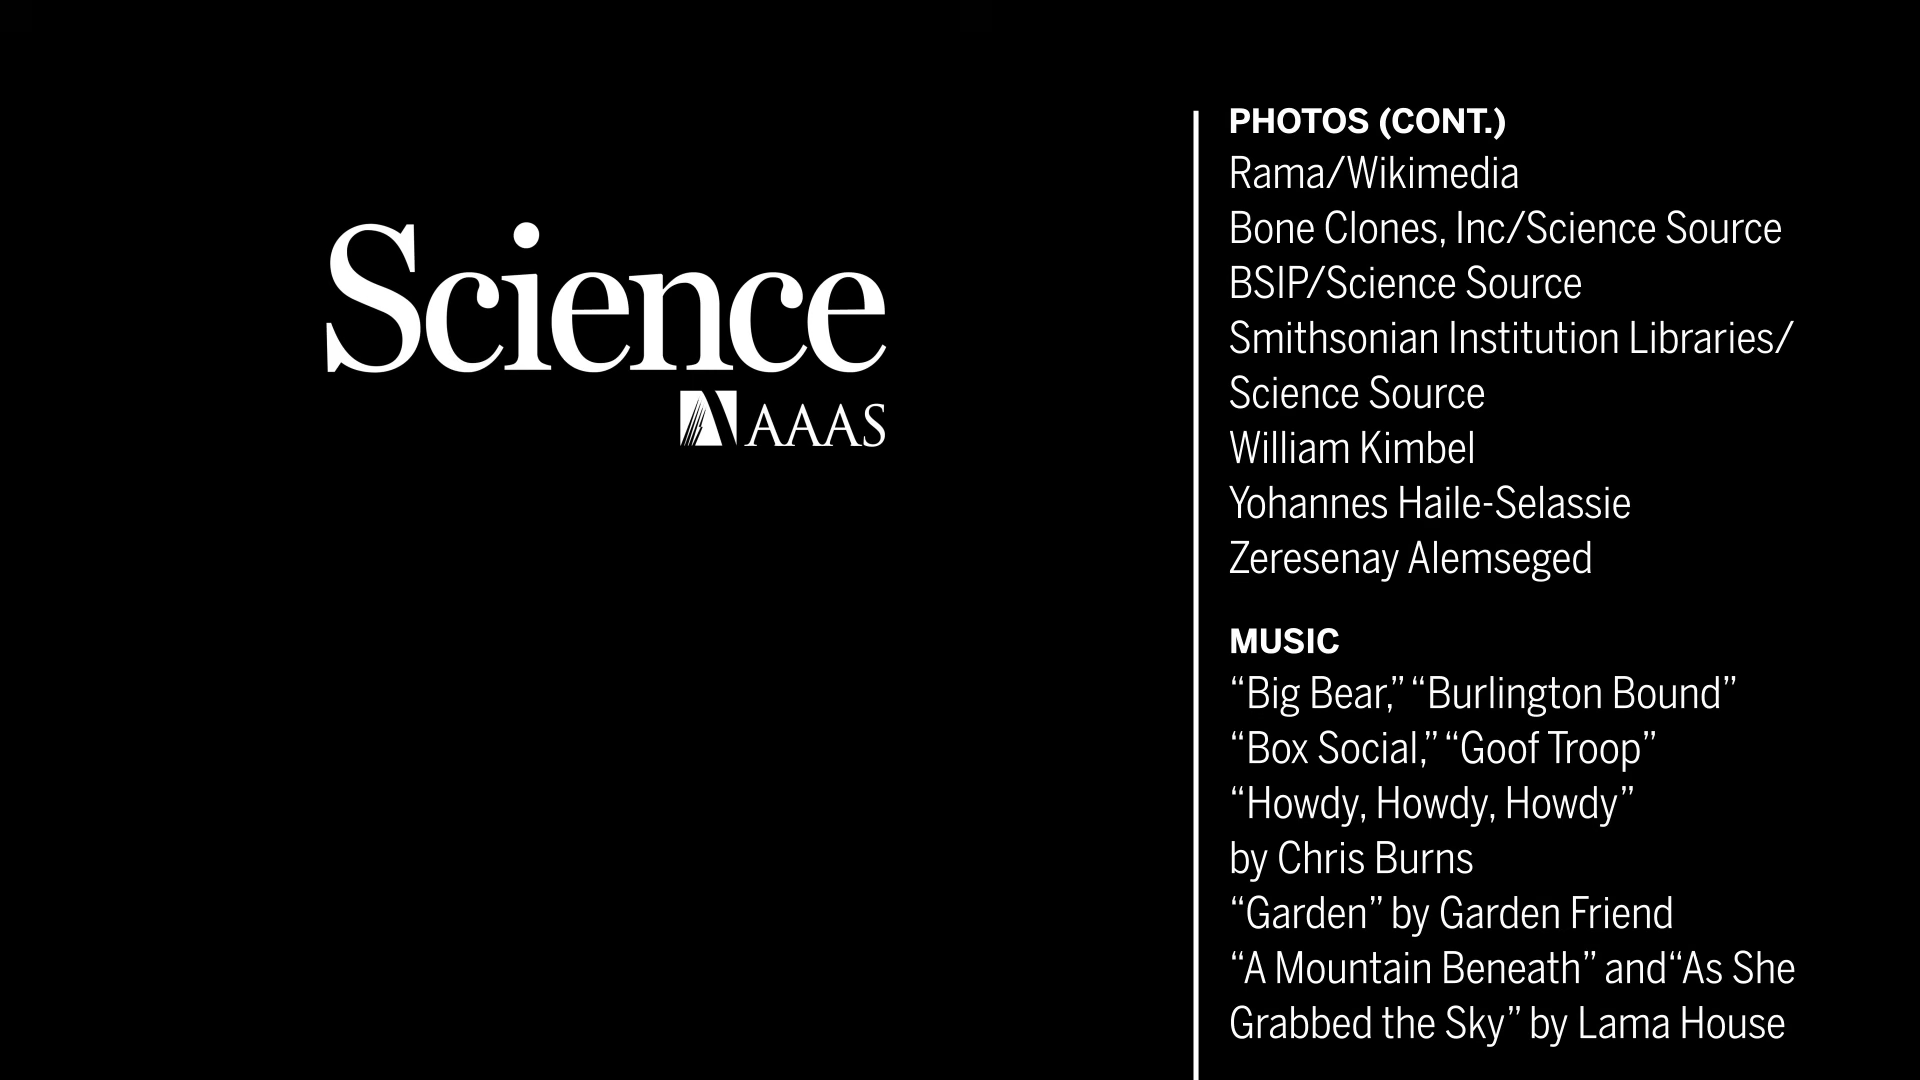 Science
AAAS
PHOTOS (CONT.)
Rama/Wikimedia
Bone Clones, Inc/Science Source
BSIP/Science Source
Smithsonian Institution Libraries/
Science Source
William Kimbel
Yohannes Haile-Selassie
Zeresenay Alemseged
MUSIC
“Big Bear,” “Burlington Bound”
“Box Social,” “Goof Troop”
“Howdy, Howdy, Howdy”
by Chris Burns
“Garden” by Garden Friend
“A Mountain Beneath” and“As She
Grabbed the Sky” by Lama House